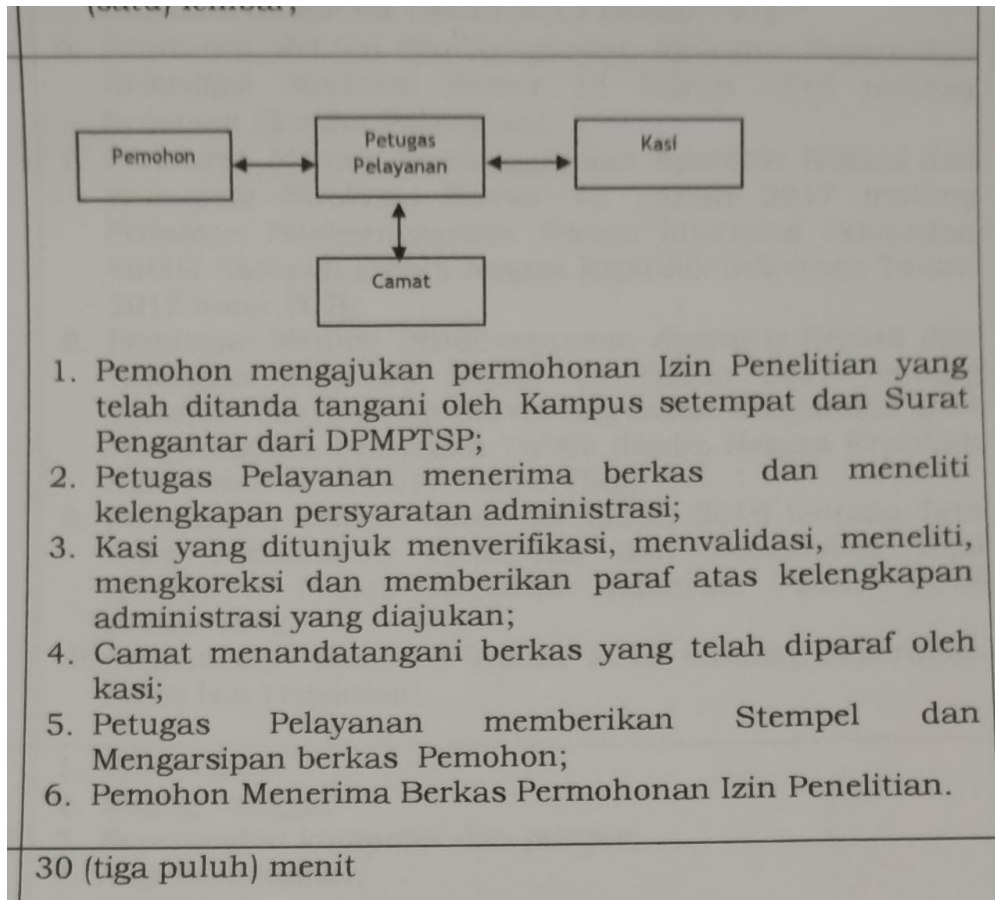 (satu) lembar;
Pemohon
Petugas
Pelayanan
Kasi
Camat
1. Pemohon mengajukan permohonan Izin Penelitian yang
telah ditanda tangani oleh Kampus setempat dan Surat
Pengantar dari DPMPTSP;
2. Petugas Pelayanan menerima berkas dan meneliti
kelengkapan persyaratan administrasi;
3. Kasi yang ditunjuk menverifikasi, menvalidasi, meneliti,
mengkoreksi dan memberikan paraf atas kelengkapan
administrasi yang diajukan;
4. Camat menandatangani berkas yang telah diparaf oleh
kasi;
5. Petugas Pelayanan memberikan Stempel dan
Mengarsipan berkas Pemohon;
6. Pemohon Menerima Berkas Permohonan Izin Penelitian.
30 (tiga puluh) menit